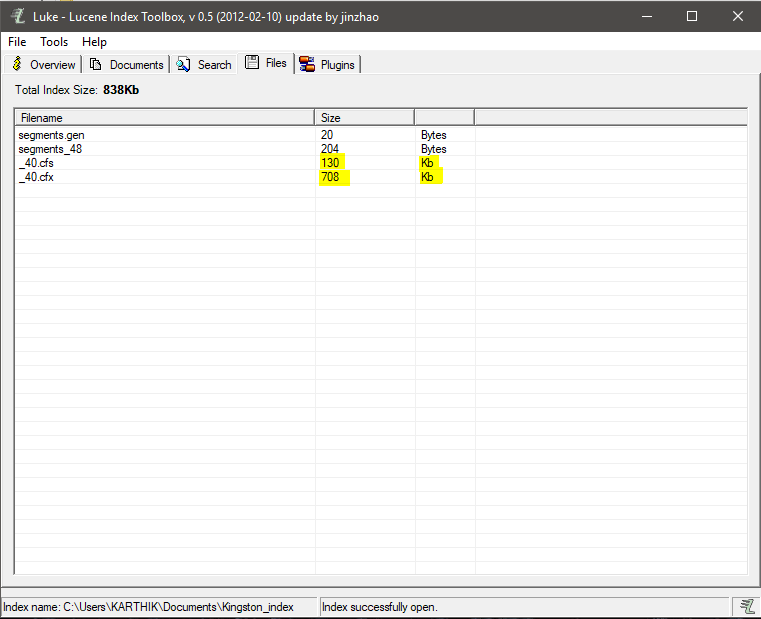 Luke - Lucene Index Toolbox, v 0.5 (2012-02-10) update by jinzhao
File Tools Help
Overview Documents Search Files Plugins
Total Index Size: 838Kb
Filename Size
segments.gen 20 Bytes
segments_48 204 Bytes
_40.cfs 130 Kb
_40.cfx 708 Kb
Index name: C:\Users\KARTHIK\Documents\Kingston_index Index successfully open.